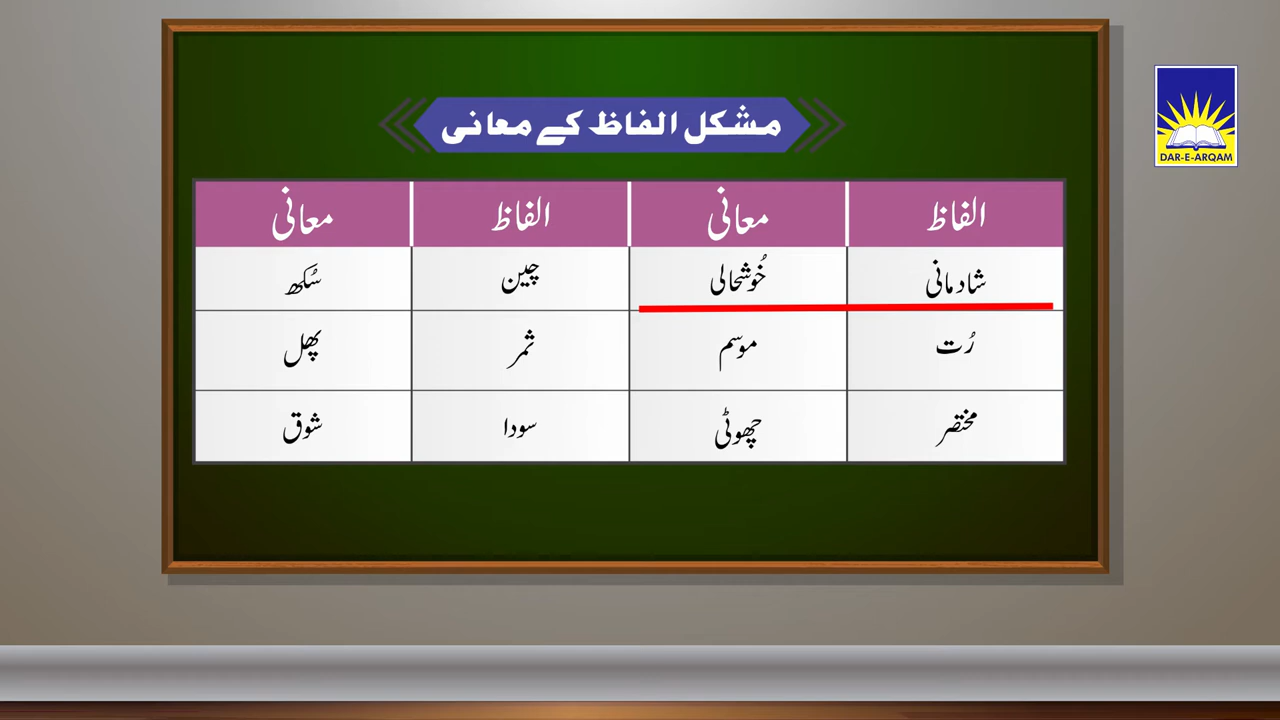 مشکل الفاظ کے معانی
الفاظ معانی الفاظ معانی
شادمانی خُوشحالی چین سُکھ
رُت موسم ثمر پھل
مختصر چھوٹی سودا شوق
DAR-E-ARQAM